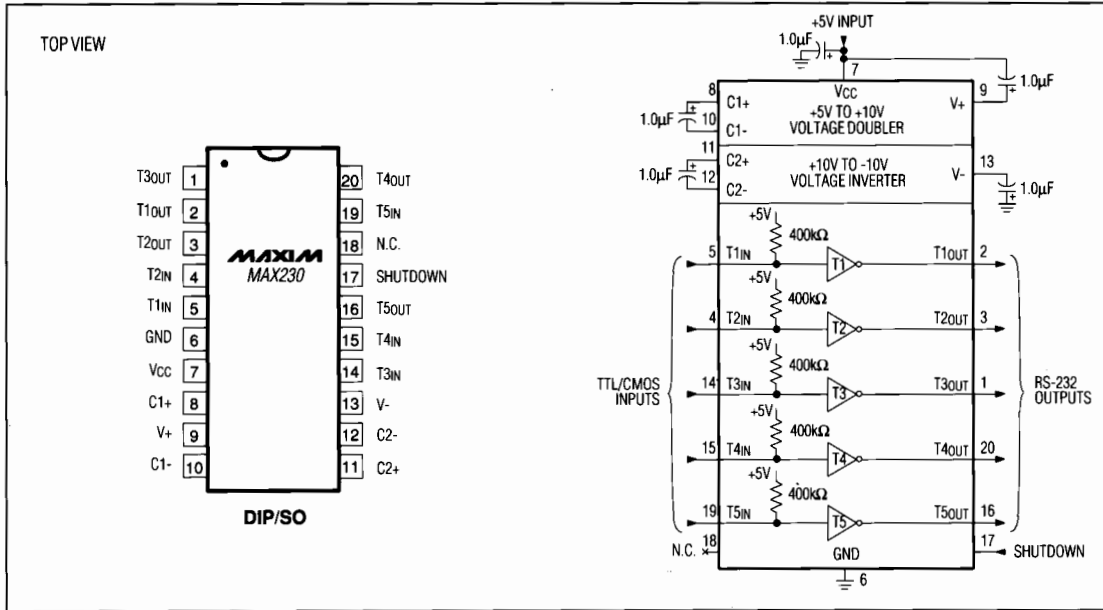 TOP VIEW
T3OUT 1
T1OUT 2
T2OUT 3
T2IN 4
T1IN 5
GND 6
VCC 7
C1+ 8
V+ 9
C1- 10
20 T4OUT
19 T5IN
18 N.C.
17 SHUTDOWN
16 T5OUT
15 T4IN
14 T3IN
13 V-
12 C2-
11 C2+
MAXIM
MAX230
DIP/SO
+5V INPUT
1.0µF +
7
+ 1.0µF
8 C1+
VCC
V+ 9
1.0µF +
+5V TO +10V
10 C1-
VOLTAGE DOUBLER
11 C2+
+10V TO -10V
V- 13
1.0µF +
12 C2-
VOLTAGE INVERTER
+ 1.0µF
+5V
400kΩ
5 T1IN T1 T1OUT 2
+5V
400kΩ
4 T2IN T2 T2OUT 3
+5V
400kΩ
TTL/CMOS
INPUTS
14 T3IN T3 T3OUT 1
RS-232
OUTPUTS
+5V
400kΩ
15 T4IN T4 T4OUT 20
+5V
400kΩ
19 T5IN T5 T5OUT 16
N.C. 18
GND
17 SHUTDOWN
6